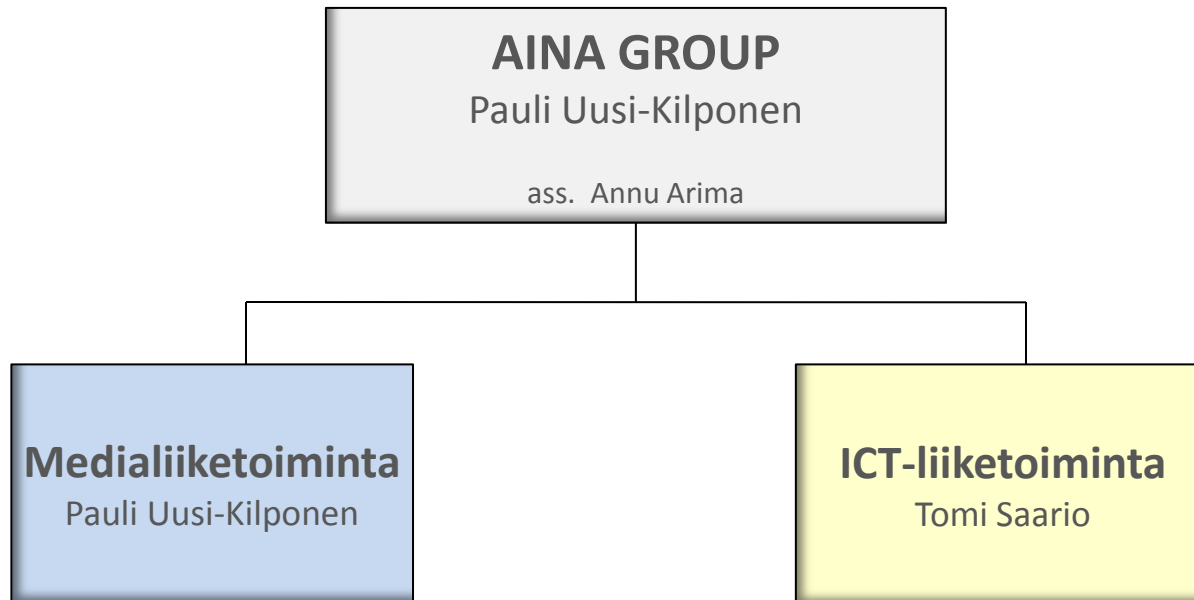 AINA GROUP
Pauli Uusi-Kilponen
ass. Annu Arima
Medialiiketoiminta
Pauli Uusi-Kilponen
ICT-liiketoiminta
Tomi Saario